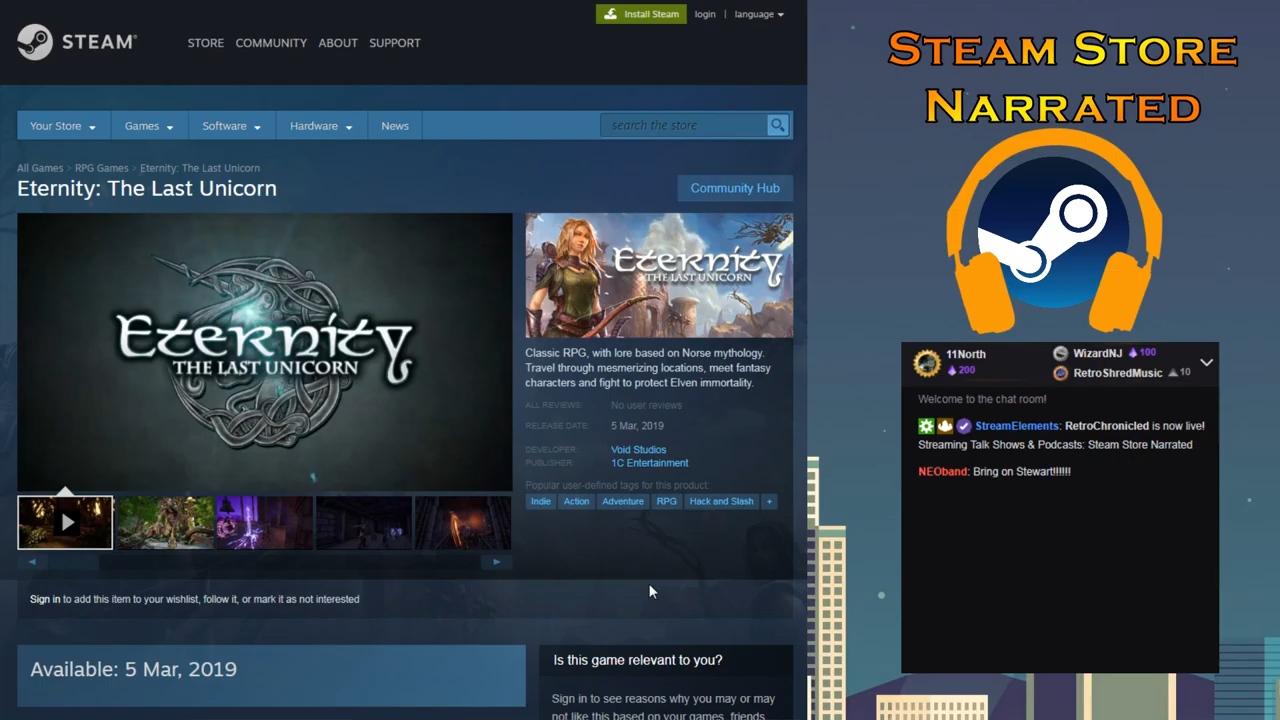 Install Steam login | language
STEAM®
STORE COMMUNITY ABOUT SUPPORT
Your Store Games Software Hardware News search the store
All Games > RPG Games > Eternity: The Last Unicorn
Eternity: The Last Unicorn
Community Hub
ETERNITY
THE LAST UNICORN
ETERNITY
THE LAST UNICORN
Classic RPG, with lore based on Norse mythology.
Travel through mesmerizing locations, meet fantasy
characters and fight to protect Elven immortality.
ALL REVIEWS: No user reviews
RELEASE DATE: 5 Mar, 2019
DEVELOPER: Void Studios
PUBLISHER: 1C Entertainment
Popular user-defined tags for this product:
Indie Action Adventure RPG Hack and Slash +
Sign in to add this item to your wishlist, follow it, or mark it as not interested
Available: 5 Mar, 2019
Is this game relevant to you?
Sign in to see reasons why you may or may
not like this based on your games, friends,
STEAM STORE
NARRATED
11North
200
WizardNJ 100
RetroShredMusic 10
Welcome to the chat room!
StreamElements: RetroChronicled is now live!
Streaming Talk Shows & Podcasts: Steam Store Narrated
NEOband: Bring on Stewart!!!!!!